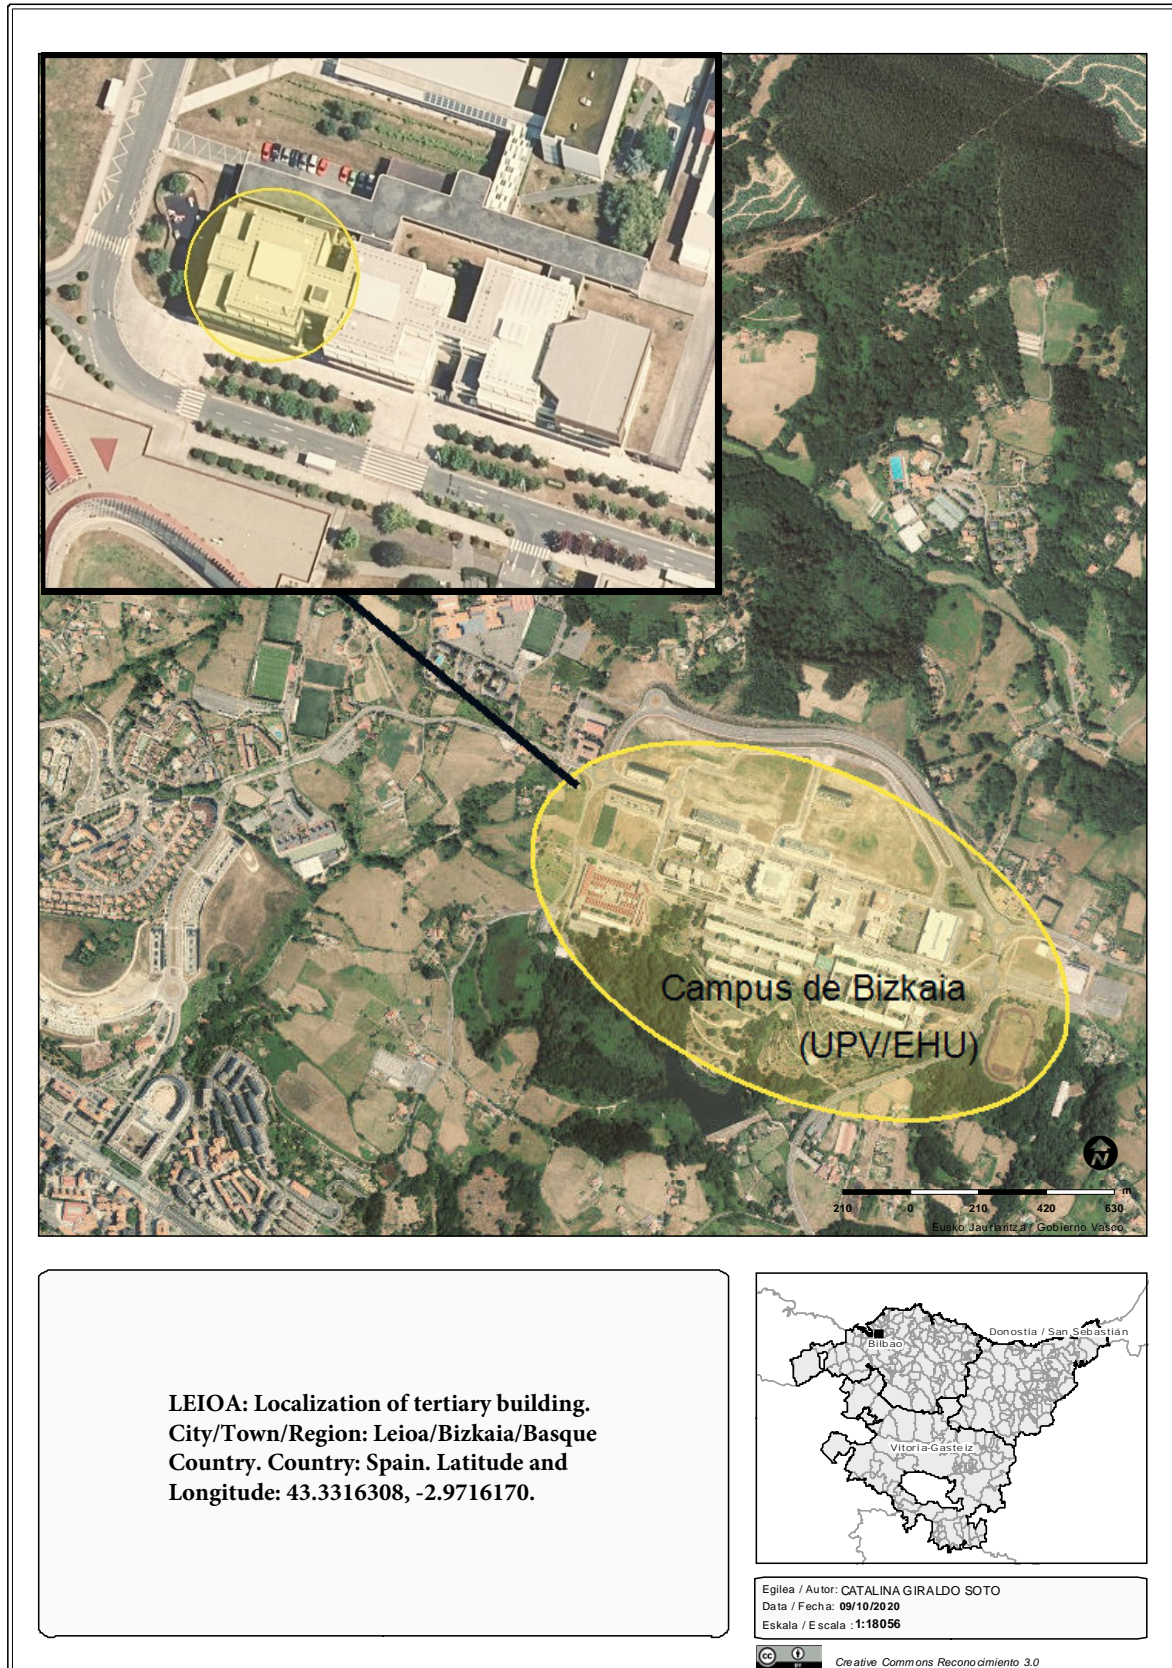 Campus de Bizkaia
(UPV/EHU)
N
m
210 0 210 420 630
Eusko Jaurlaritza / Gobierno Vasco
LEIOA: Localization of tertiary building.
City/Town/Region: Leioa/Bizkaia/Basque
Country. Country: Spain. Latitude and
Longitude: 43.3316308, -2.9716170.
Donostia / San Sebastián
Bilbao
Vitoria-Gasteiz
Egilea / Autor: CATALINA GIRALDO SOTO
Data / Fecha: 09/10/2020
Eskala / Escala : 1:18056
cc BY
Creative Commons Reconocimiento 3.0